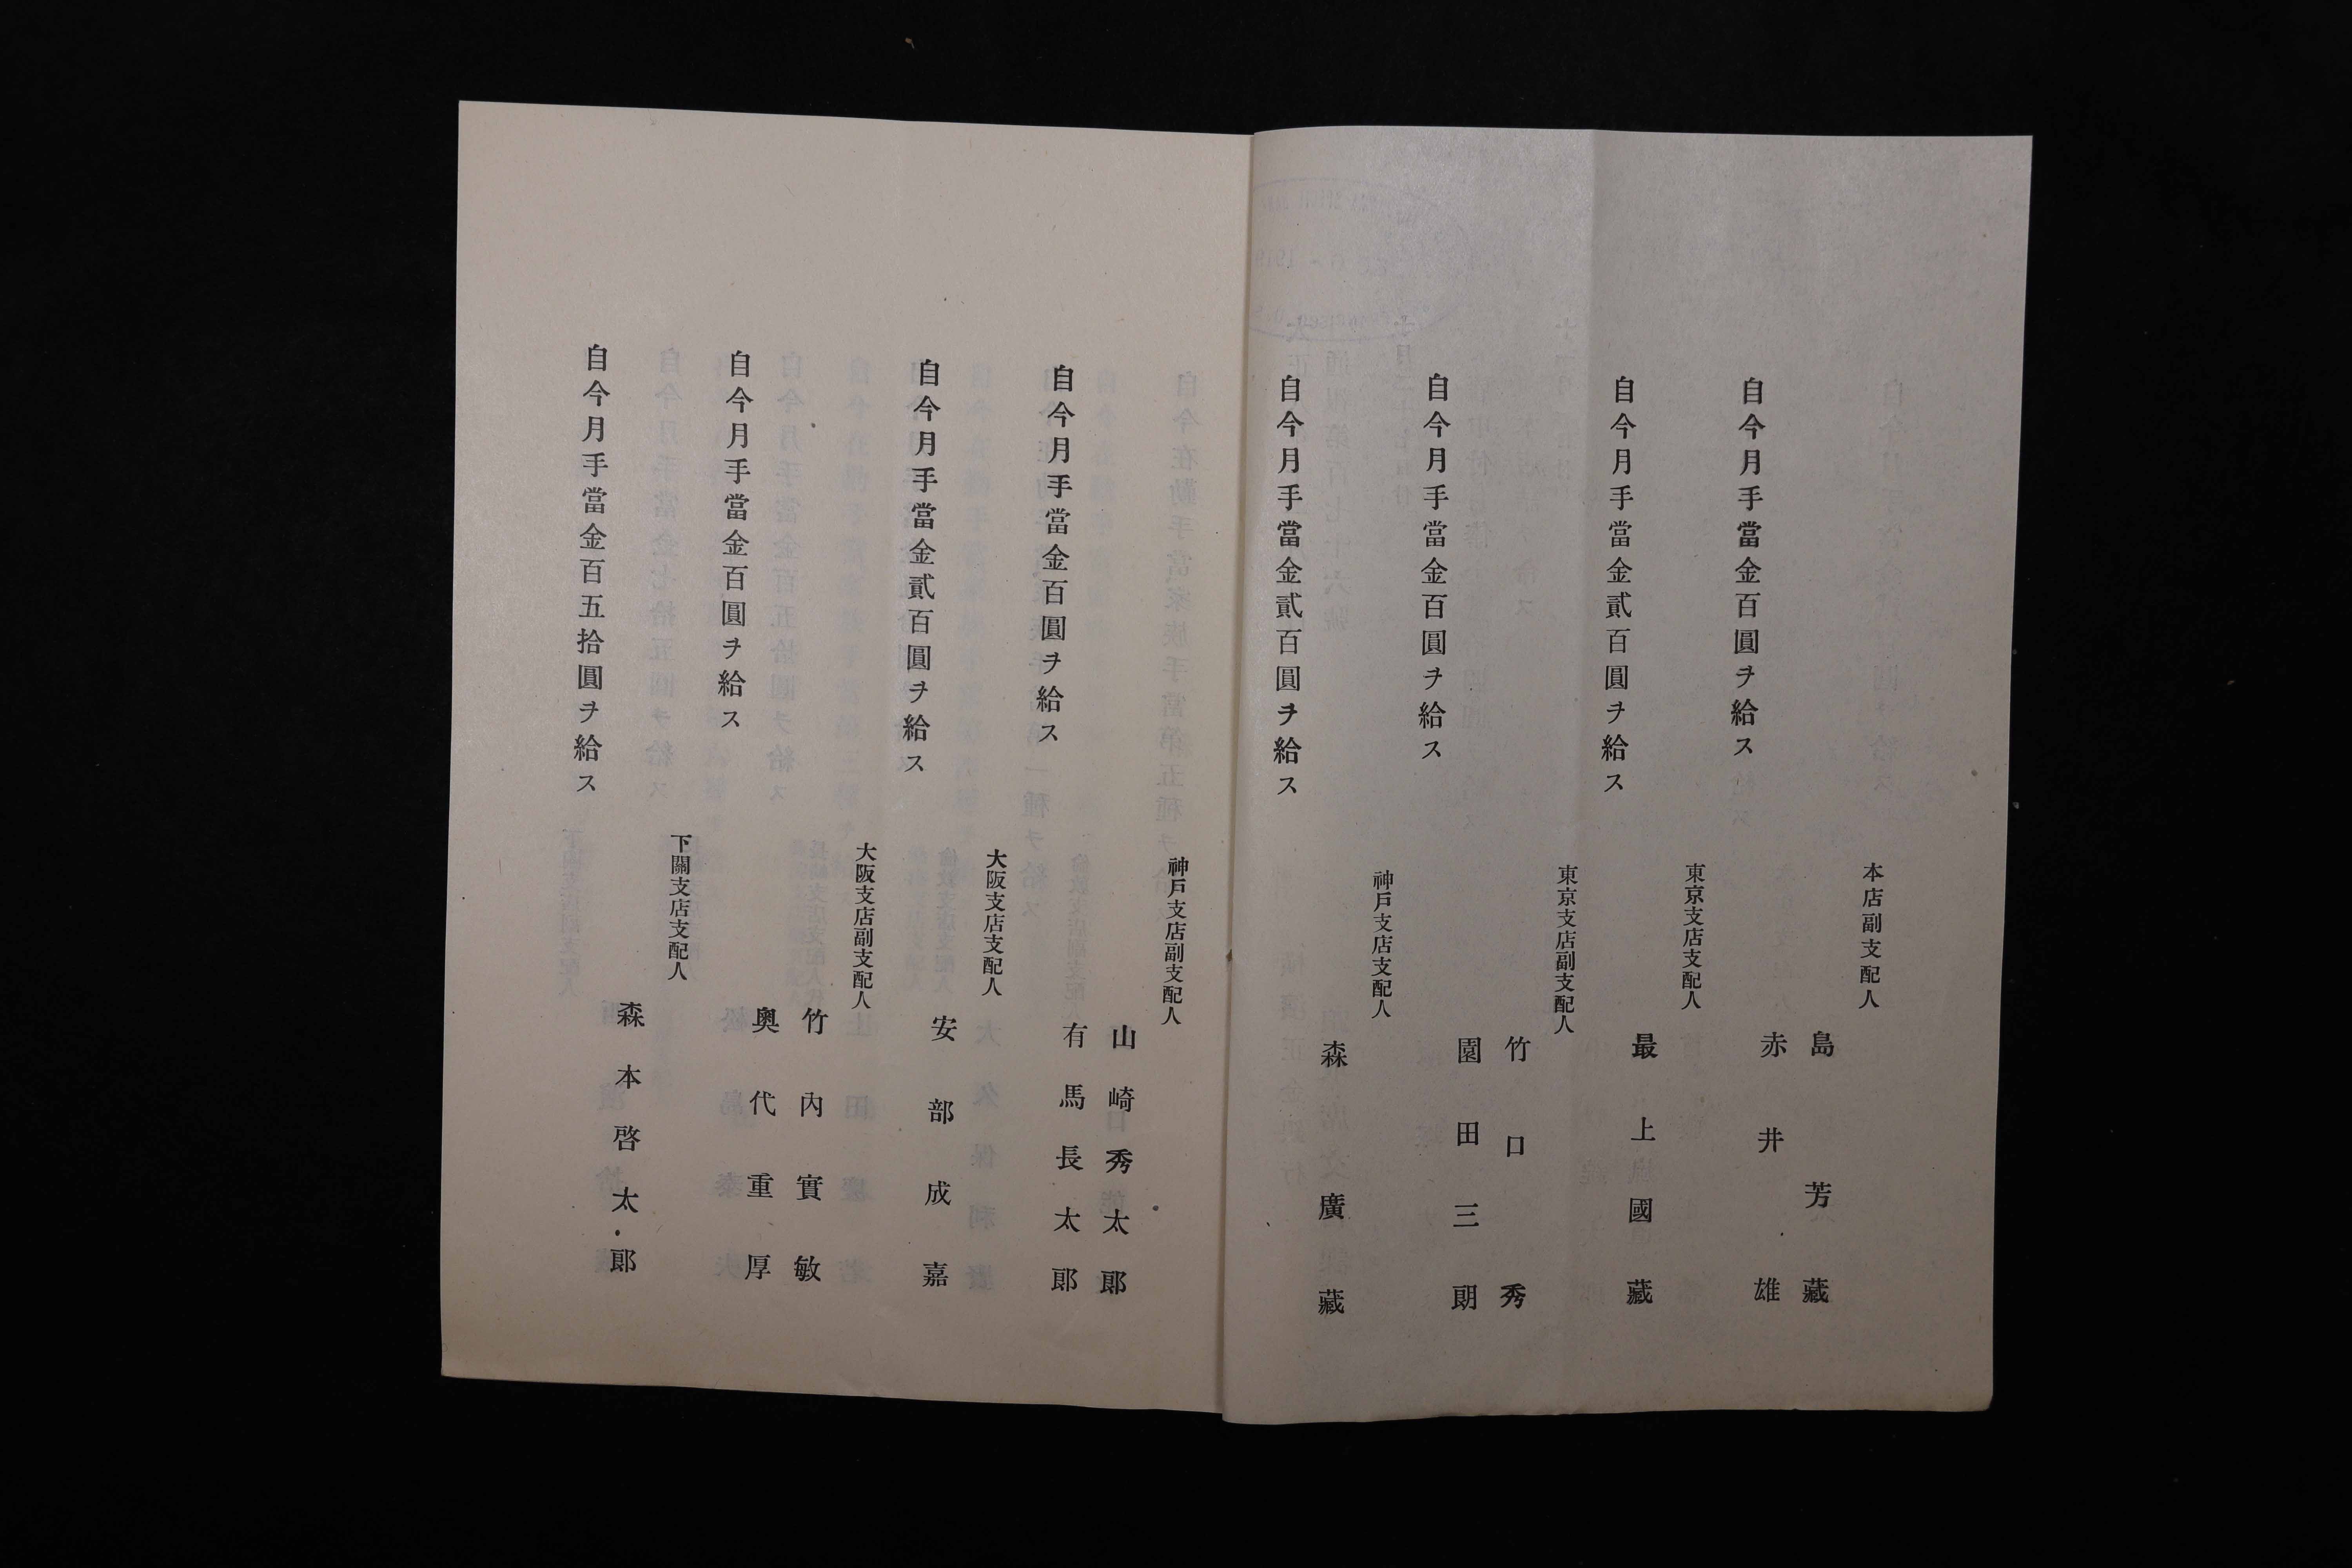 本店副支配人
島芳藏
赤井雄
自今月手當金百圓ヲ給ス
東京支店支配人
最上國藏
自今月手當金貳百圓ヲ給ス
東京支店副支配人
竹口秀
園田三朗
自今月手當金百圓ヲ給ス
神戸支店支配人
森廣藏
自今月手當金貳百圓ヲ給ス
神戸支店副支配人
山崎秀太郞
有馬長太郞
自今月手當金百圓ヲ給ス
大阪支店支配人
安部成嘉
自今月手當金貳百圓ヲ給ス
大阪支店副支配人
竹內實敏
奧代重厚
自今月手當金百圓ヲ給ス
下關支店支配人
森本啓太郞
自今月手當金百五拾圓ヲ給ス